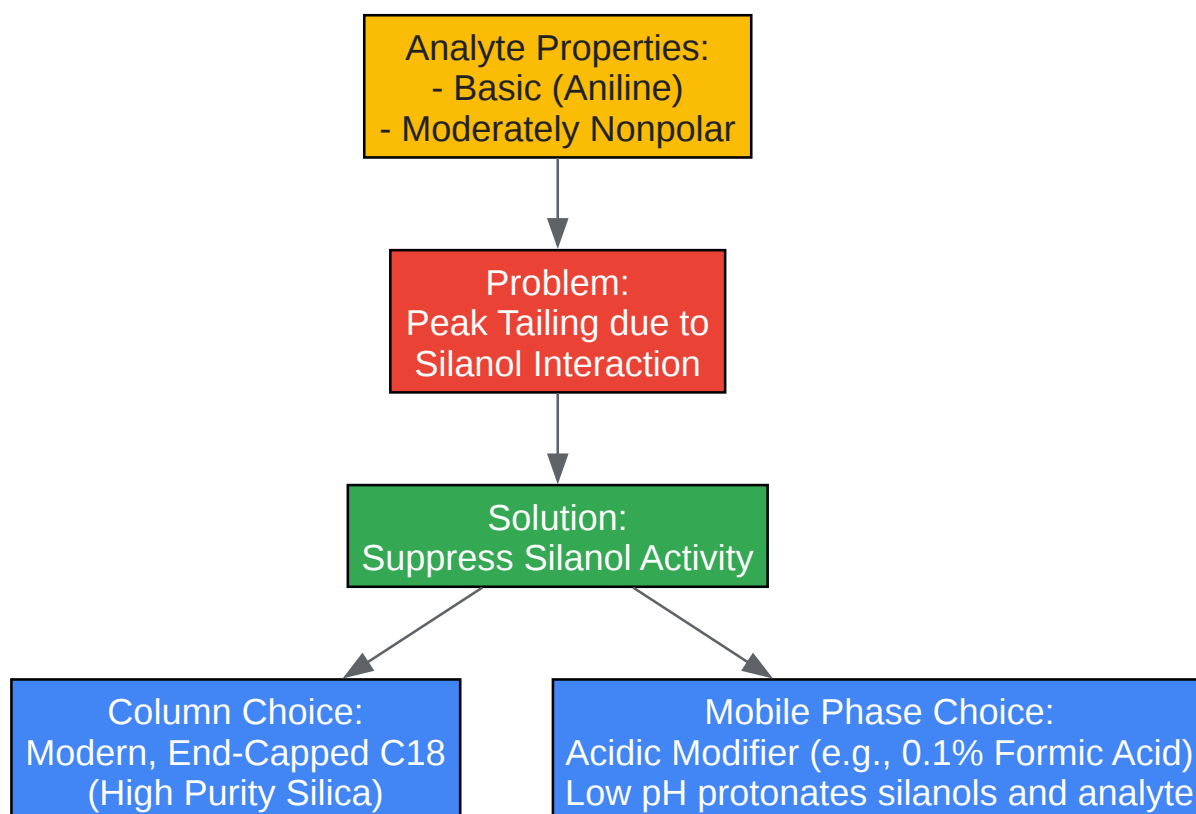 Analyte Properties:
- Basic (Aniline)
- Moderately Nonpolar
Problem:
Peak Tailing due to
Silanol Interaction
Solution:
Suppress Silanol Activity
Column Choice:
Modern, End-Capped C18
(High Purity Silica)
Mobile Phase Choice:
Acidic Modifier (e.g., 0.1% Formic Acid)
Low pH protonates silanols and analyte